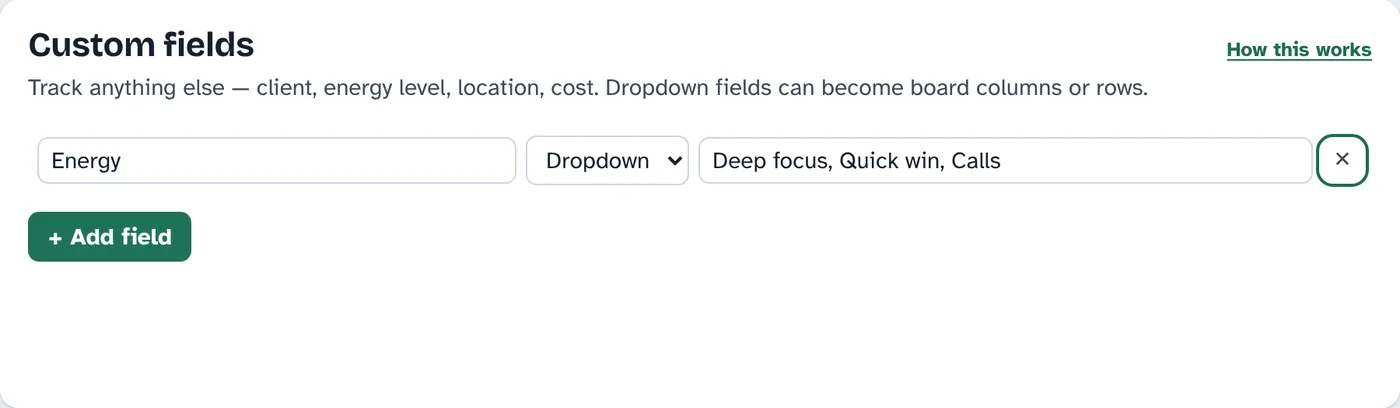 Custom fields
How this works
Track anything else — client, energy level, location, cost. Dropdown fields can become board columns or rows.
Energy
Dropdown
Deep focus, Quick win, Calls
×
+ Add field